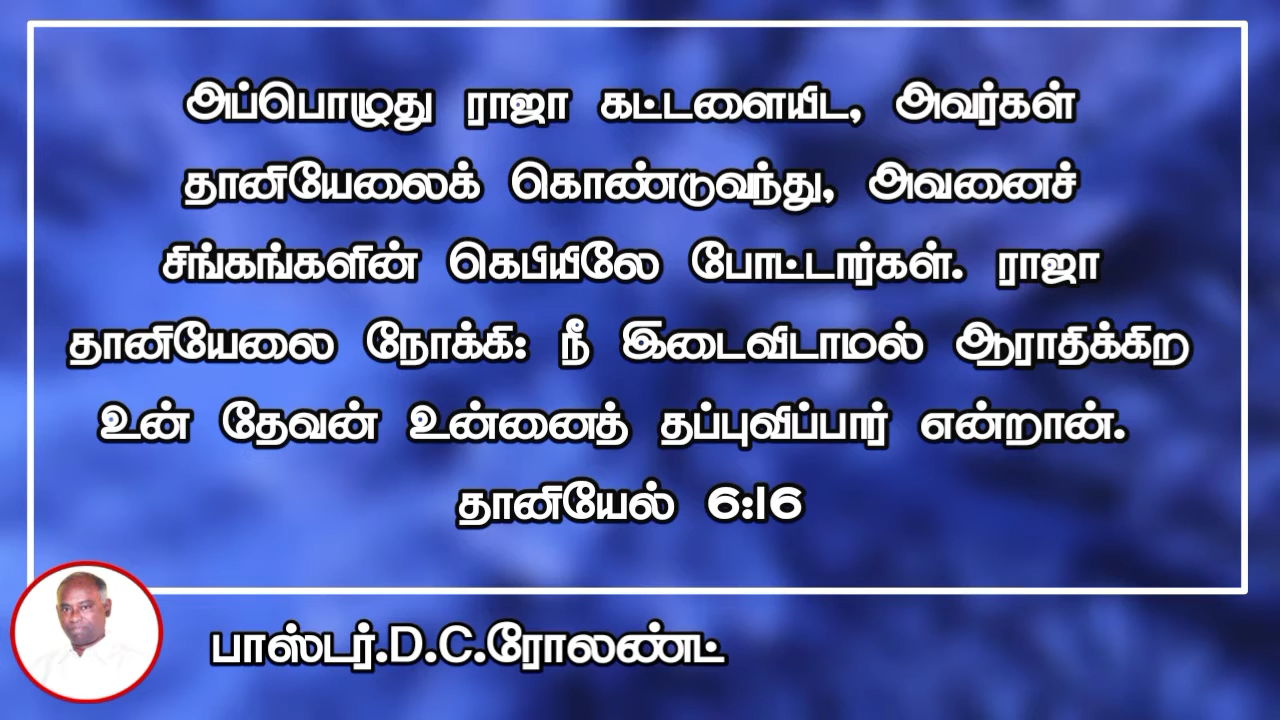 அப்பொழுது ராஜா கட்டளையிட, அவர்கள்
தானியேலைக் கொண்டுவந்து, அவனைச்
சிங்கங்களின் கெபியிலே போட்டார்கள். ராஜா
தானியேலை நோக்கி: நீ இடைவிடாமல் ஆராதிக்கிற
உன் தேவன் உன்னைத் தப்புவிப்பார் என்றான்.
தானியேல் 6:16
பாஸ்டர்.D.C.ரோலண்ட்